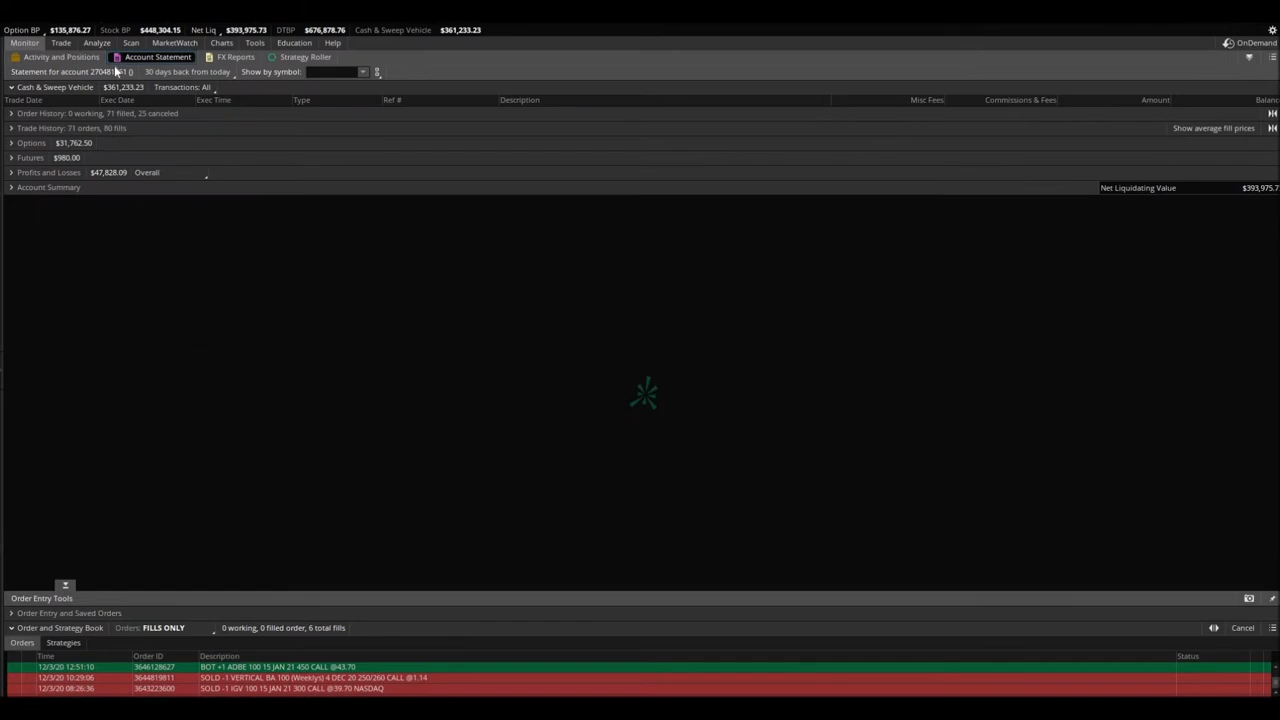 Option BP $135,876.27 Stock BP $448,304.15 Net Liq $393,975.73 DTBP $676,878.76 Cash & Sweep Vehicle $361,233.23
Monitor Trade Analyze Scan MarketWatch Charts Tools Education Help OnDemand
Activity and Positions Account Statement FX Reports Strategy Roller
Statement for account 30 days back from today Show by symbol:
Cash & Sweep Vehicle $361,233.23 Transactions: All
Trade Date Exec Date Exec Time Type Ref # Description Misc Fees Commissions & Fees Amount Balanc
Order History: 0 working, 71 filled, 25 canceled
Trade History: 71 orders, 80 fills Show average fill prices
Options $31,762.50
Futures $980.00
Profits and Losses $47,828.09 Overall
Account Summary Net Liquidating Value $393,975.7
Order Entry Tools
Order Entry and Saved Orders
Order and Strategy Book Orders: FILLS ONLY 0 working, 0 filled order, 6 total fills Cancel
Orders Strategies
Time Order ID Description Status
12/3/20 12:51:10 3646128627 BOT +1 ADBE 100 15 JAN 21 450 CALL @43.70
12/3/20 10:29:06 3644819811 SOLD -1 VERTICAL BA 100 (Weeklys) 4 DEC 20 250/260 CALL @1.14
12/3/20 08:26:36 3643223600 SOLD -1 IGV 100 15 JAN 21 300 CALL @39.70 NASDAQ